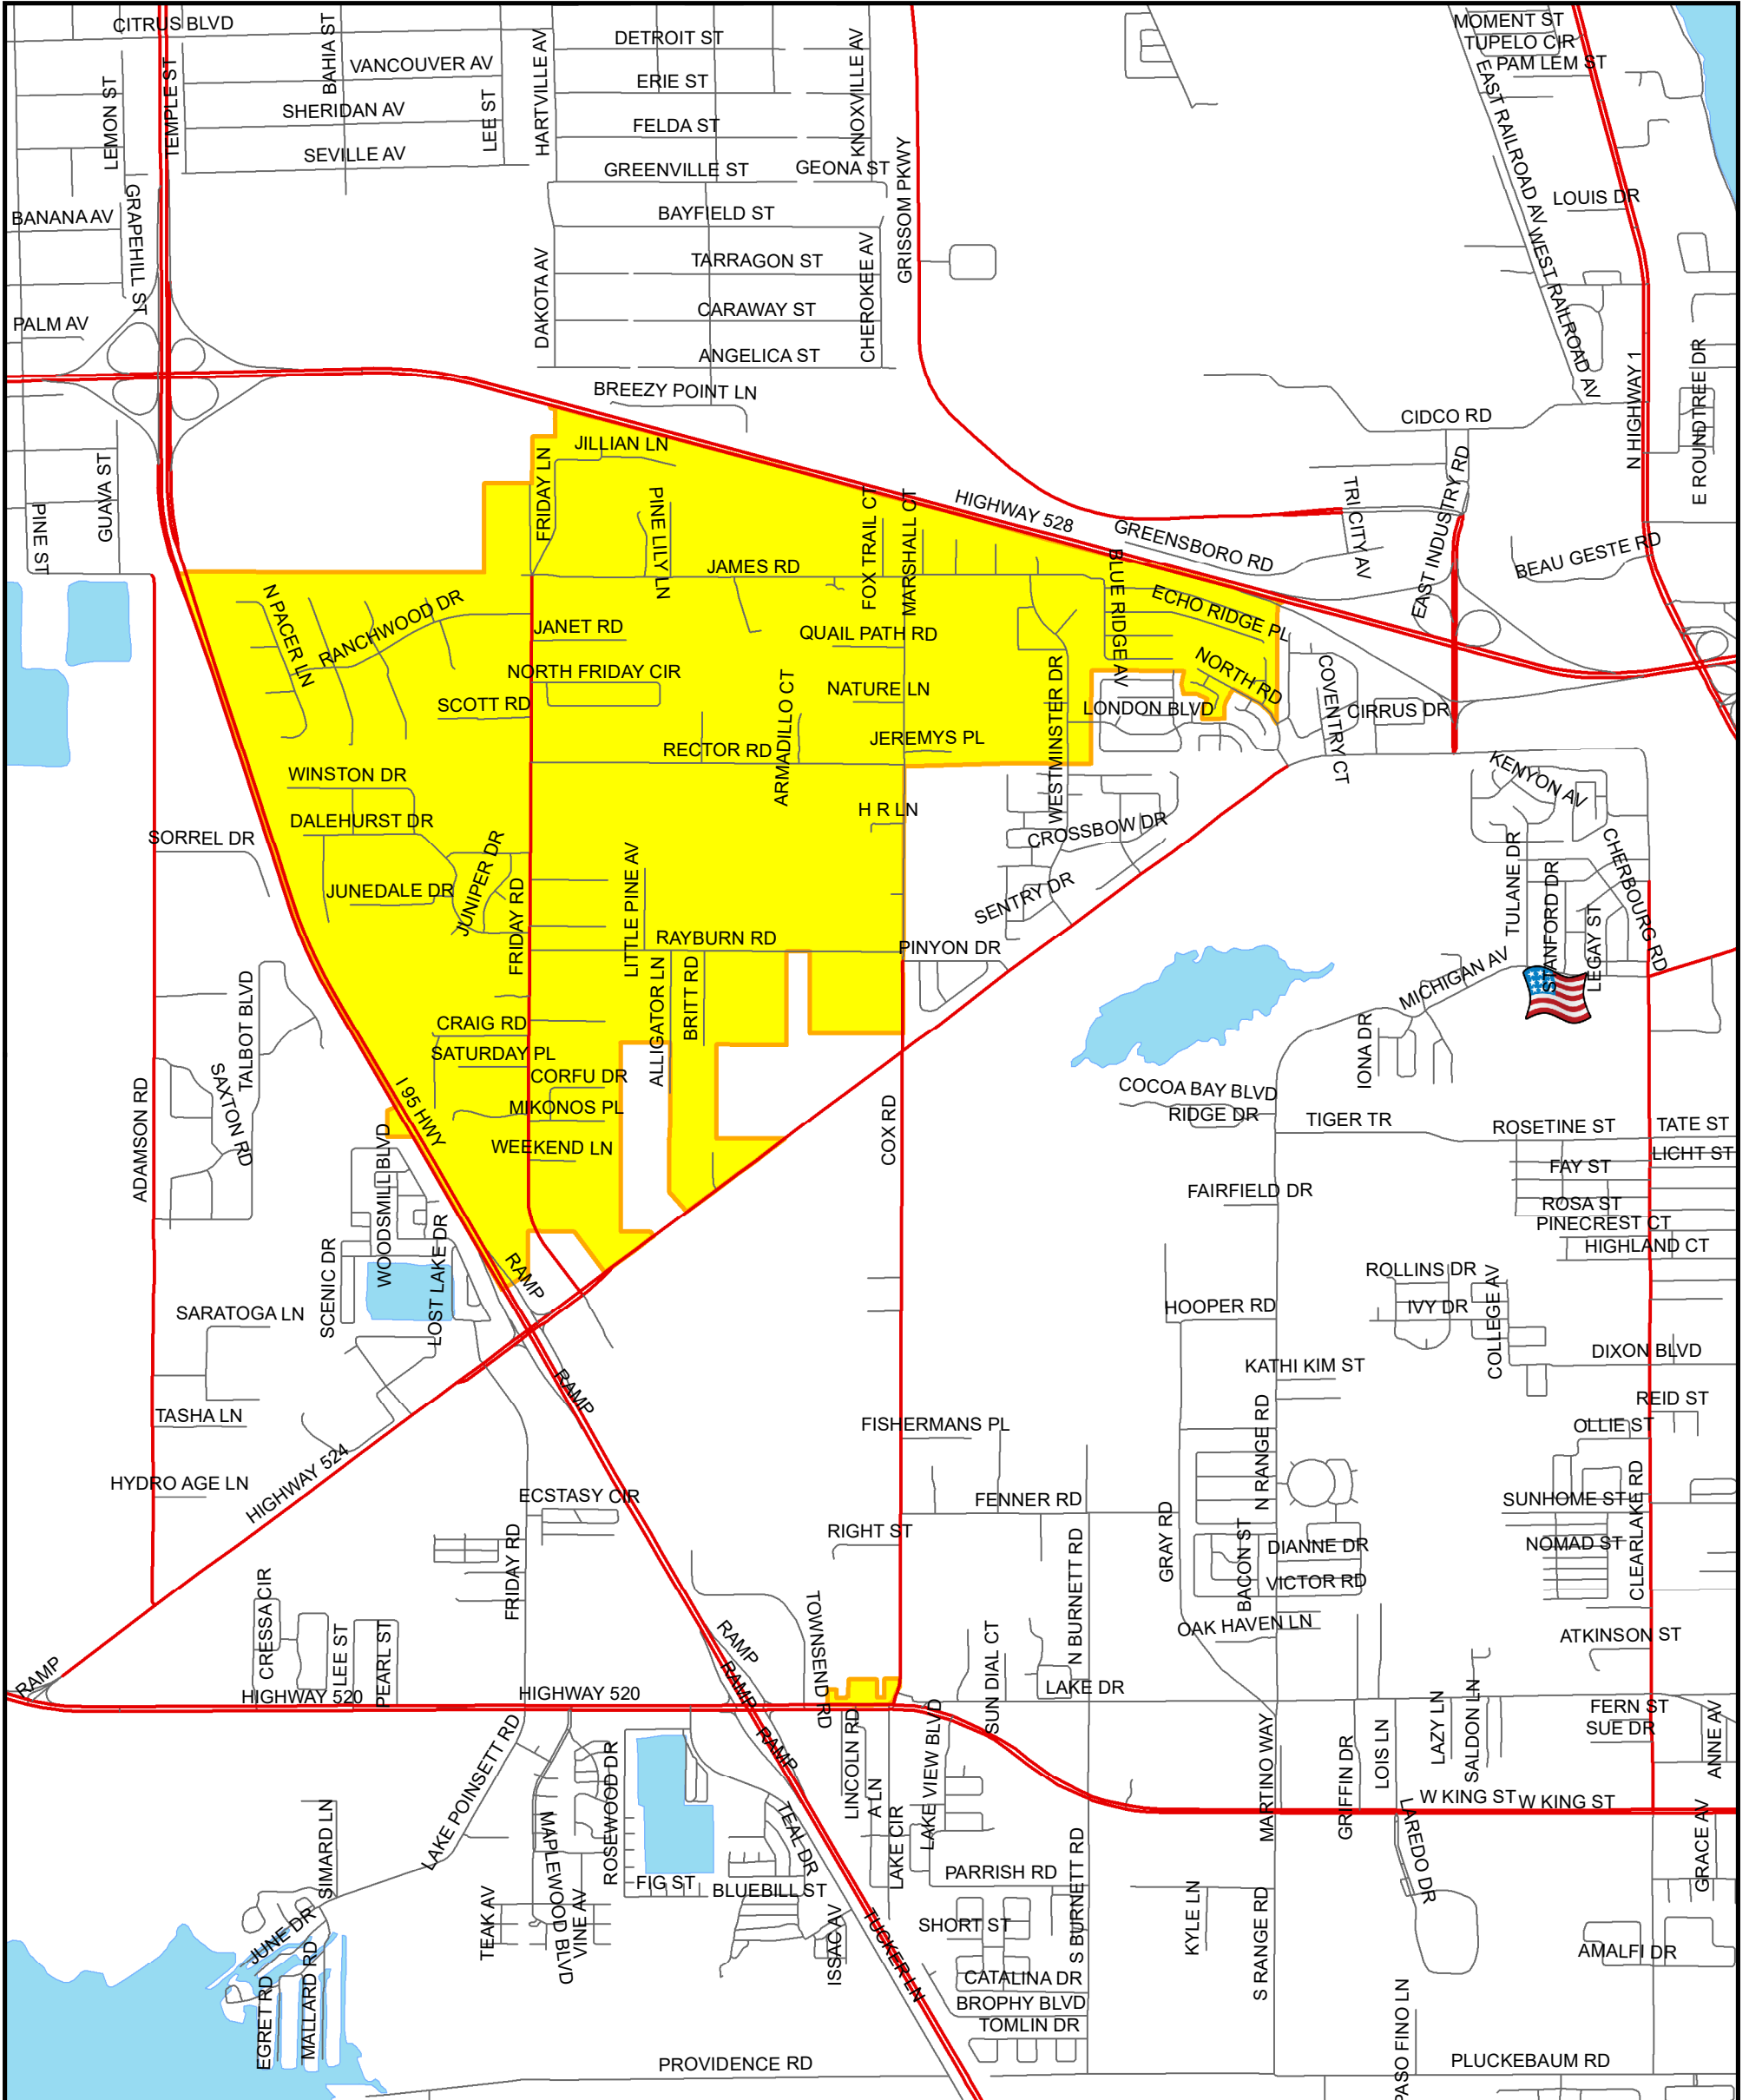 CITRUS BLVD
DETROIT ST
MOMENT ST
TUPELO CIR
PAM LEM ST
VANCOUVER AV
ERIE ST
BAHIA ST
TEMPLE ST
LEMON ST
SHERIDAN AV
LEE ST
HARTVILLE AV
FELDA ST
KNOXVILLE AV
SEVILLE AV
GREENVILLE ST
GEONA ST
GRISSOM PKWY
EAST RAILROAD AV
LOUIS DR
BANANA AV
GRAPEHILL ST
BAYFIELD ST
WEST RAILROAD AV
TARRAGON ST
DAKOTA AV
CHEROKEE AV
CARAWAY ST
PALM AV
ANGELICA ST
BREEZY POINT LN
CIDCO RD
N HIGHWAY 1
E ROUNDTREE DR
JILLIAN LN
FRIDAY LN
PINE ST
GUAVA ST
PINE LILY LN
FOX TRAIL CT
MARSHALL CT
HIGHWAY 528
GREENSBORO RD
TRI CITY AV
EAST INDUSTRY RD
BEAU GESTE RD
JAMES RD
BLUE RIDGE AV
ECHO RIDGE PL
N PACER LN
RANCHWOOD DR
JANET RD
QUAIL PATH RD
NORTH FRIDAY CIR
NATURE LN
ARMADILLO CT
WESTMINSTER DR
NORTH RD
COVENTRY CT
SCOTT RD
LONDON BLVD
CIRRUS DR
RECTOR RD
JEREMYS PL
WINSTON DR
KENYON AV
H R LN
DALEHURST DR
SORREL DR
CROSSBOW DR
TULANE DR
STANFORD DR
CHERBOURG RD
LEGAY ST
JUNEDALE DR
JUNIPER DR
FRIDAY RD
LITTLE PINE AV
SENTRY DR
RAYBURN RD
PINYON DR
MICHIGAN AV
TALBOT BLVD
ALLIGATOR LN
BRITT RD
CRAIG RD
SATURDAY PL
IONA DR
CORFU DR
COCOA BAY BLVD
SAXTON RD
ADAMSON RD
I 95 HWY
MIKONOS PL
COX RD
RIDGE DR
TIGER TR
ROSETINE ST
TATE ST
WEEKEND LN
LICHT ST
FAY ST
WOODSMILL BLVD
FAIRFIELD DR
ROSA ST
PINECREST CT
HIGHLAND CT
SCENIC DR
LOST LAKE DR
RAMP
ROLLINS DR
SARATOGA LN
HOOPER RD
IVY DR
COLLEGE AV
DIXON BLVD
KATHI KIM ST
RAMP
REID ST
TASHA LN
FISHERMANS PL
OLLIE ST
HIGHWAY 524
N RANGE RD
HYDRO AGE LN
ECSTASY CIR
FENNER RD
SUNHOME ST
RIGHT ST
GRAY RD
DIANNE DR
NOMAD ST
CLEARLAKE RD
FRIDAY RD
N BURNETT RD
BACON ST
VICTOR RD
CRESSA CIR
TOWNSEND RD
OAK HAVEN LN
ATKINSON ST
LEE ST
PEARL ST
RAMP
SUN DIAL CT
RAMP
RAMP
LAKE DR
HIGHWAY 520
HIGHWAY 520
FERN ST
SUE DR
LAKE POINSETT RD
ROSEWOOD DR
RAMP
LINCOLN RD
A LN
LAKE VIEW BLVD
MARTINO WAY
GRIFFIN DR
LOIS LN
LAZY LN
SALDON LN
ANNE AV
W KING ST
W KING ST
SIMARD LN
MAPLEWOOD BLVD
TEAL DR
LAKE CIR
LAREDO DR
GRACE AV
PARRISH RD
FIG ST
BLUEBILL ST
TEAK AV
VINE AV
ISSAC AV
TUCKER LN
SHORT ST
S BURNETT RD
KYLE LN
S RANGE RD
JUNE DR
AMALFI DR
EGRET RD
MALLARD RD
CATALINA DR
BROPHY BLVD
TOMLIN DR
PASO FINO LN
PROVIDENCE RD
PLUCKEBAUM RD